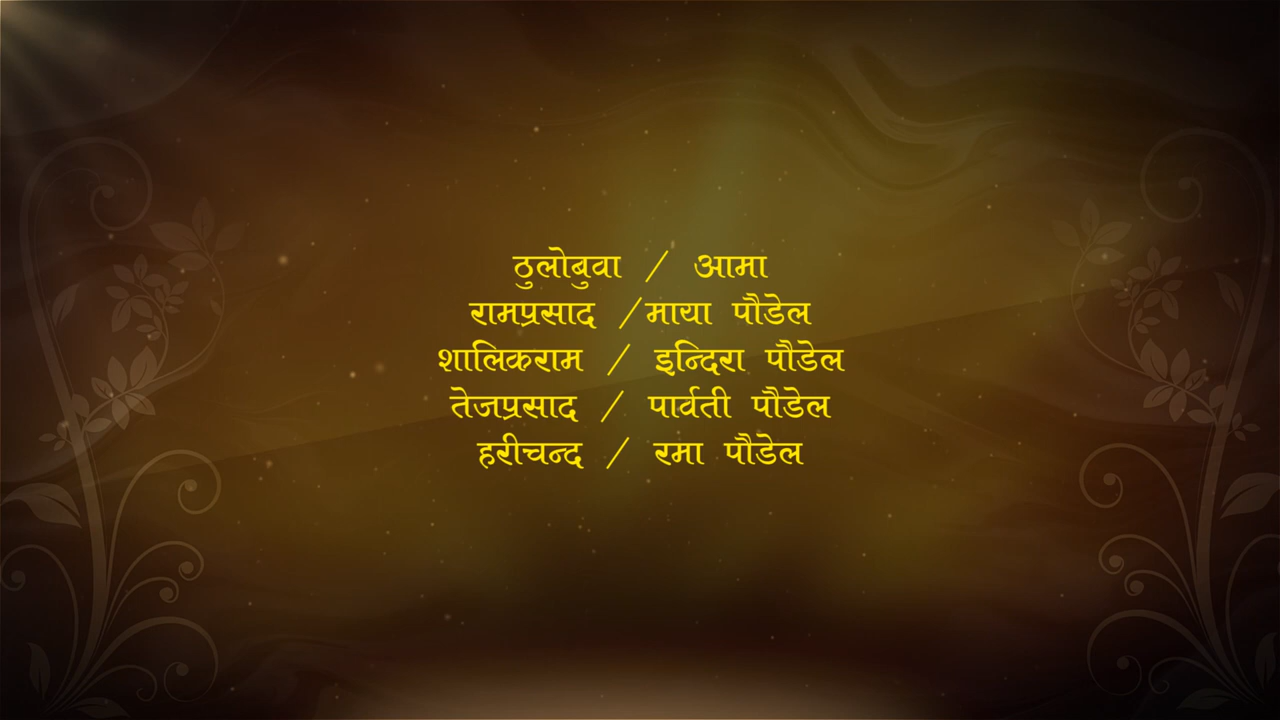 ठुलोबुवा / आमा
रामप्रसाद /माया पौडेल
शालिकराम / इन्दिरा पौडेल
तेजप्रसाद / पार्वती पौडेल
हरीचन्द / रमा पौडेल